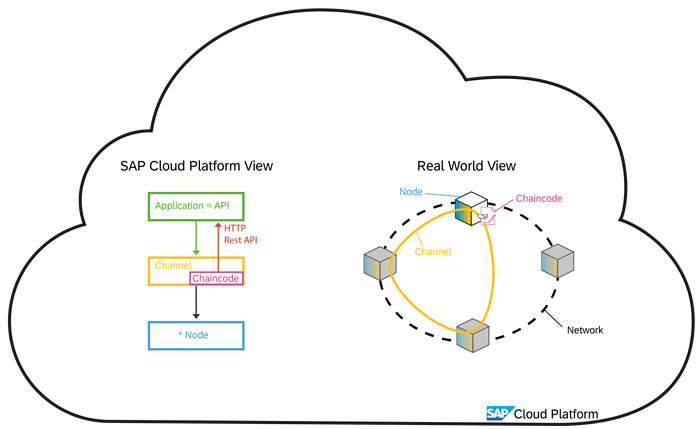 SAP Cloud Platform View
Application ≈ API
HTTP
Rest API
Channel
Chaincode
* Node
Real World View
Node
Chaincode
Channel
Network
SAP Cloud Platform